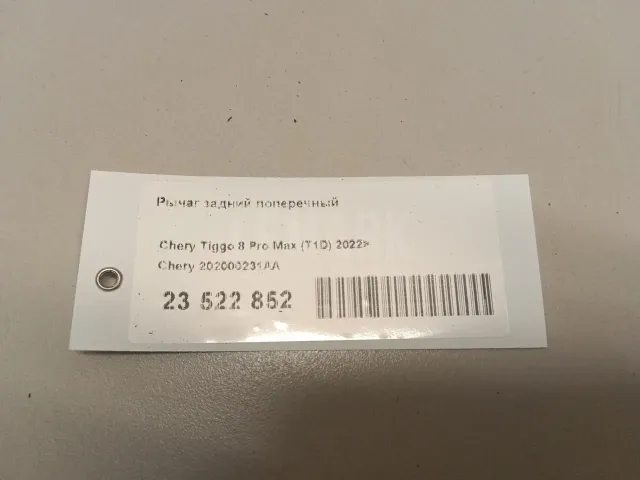 Рычаг задний поперечный
Chery Tiggo 8 Pro Max (T1D) 2022>
Chery 202000231AA
23 522 852